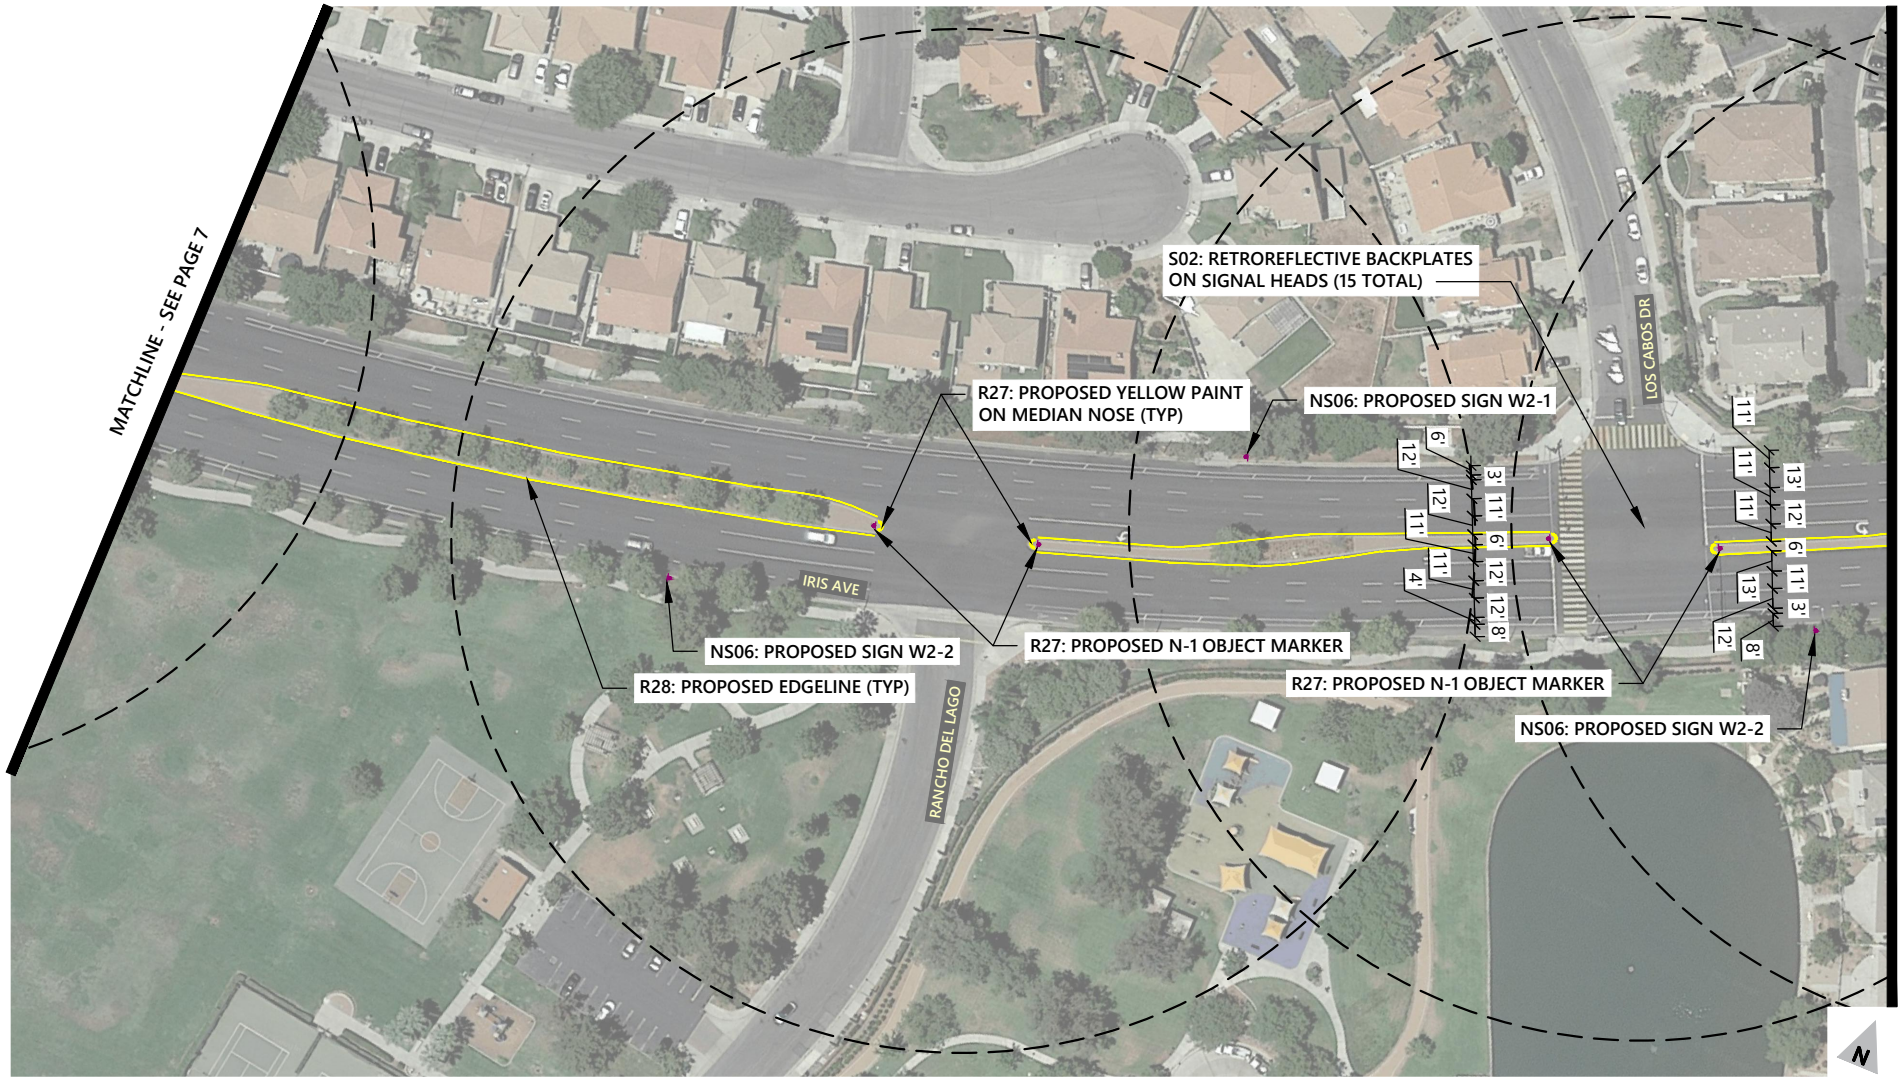 MATCHLINE - SEE PAGE 7
S02: RETROREFLECTIVE BACKPLATES
ON SIGNAL HEADS (15 TOTAL)
LOS CABOS DR
R27: PROPOSED YELLOW PAINT
ON MEDIAN NOSE (TYP)
NS06: PROPOSED SIGN W2-1
6'
12'
12'
11'
11'
4'
3'
11'
6'
12'
12'
8'
11'
11'
11'
13'
12'
8'
13'
12'
6'
11'
3'
IRIS AVE
NS06: PROPOSED SIGN W2-2
R27: PROPOSED N-1 OBJECT MARKER
R28: PROPOSED EDGELINE (TYP)
R27: PROPOSED N-1 OBJECT MARKER
RANCHO DEL LAGO
NS06: PROPOSED SIGN W2-2
N